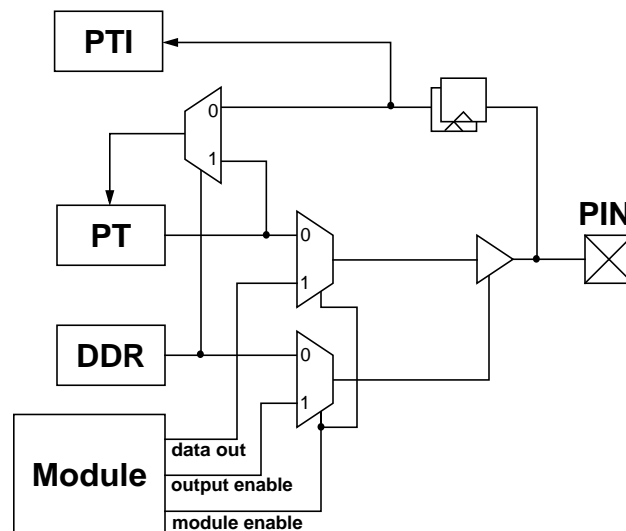 PTI
0
1
PT
PIN
0
1
DDR
0
1
Module
data out
output enable
module enable